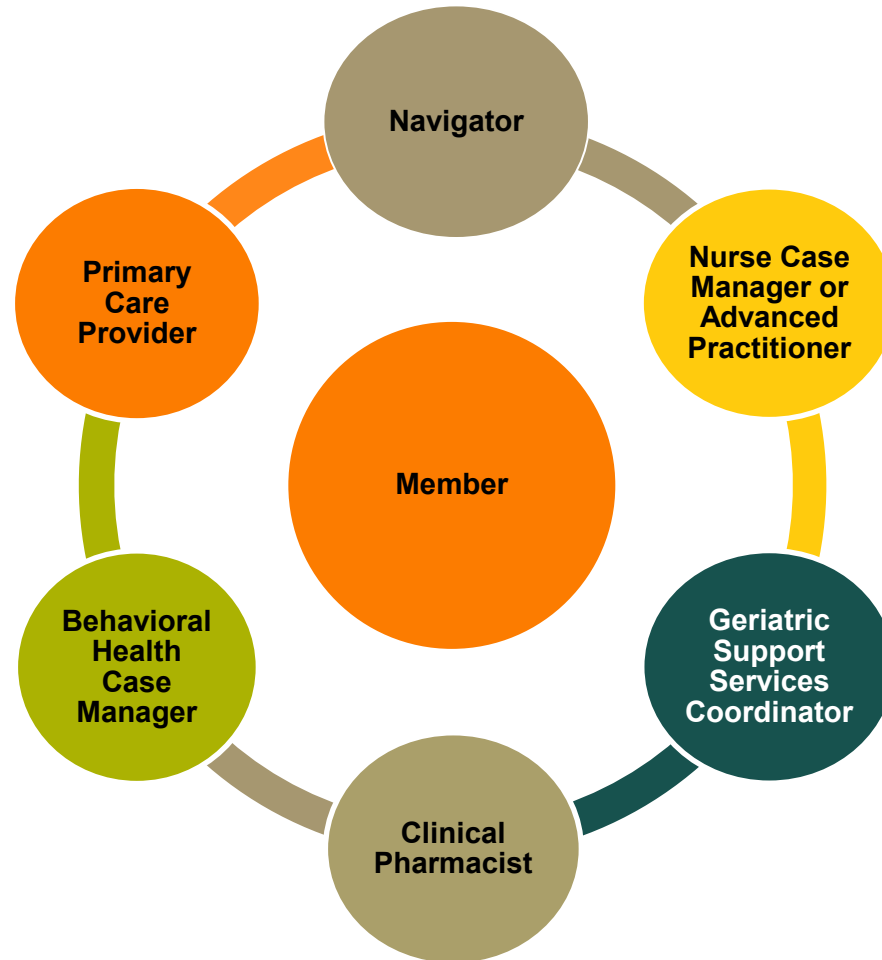 Navigator
Primary
Care
Provider
Nurse Case
Manager or
Advanced
Practitioner
Member
Behavioral
Health
Case
Manager
Geriatric
Support
Services
Coordinator
Clinical
Pharmacist